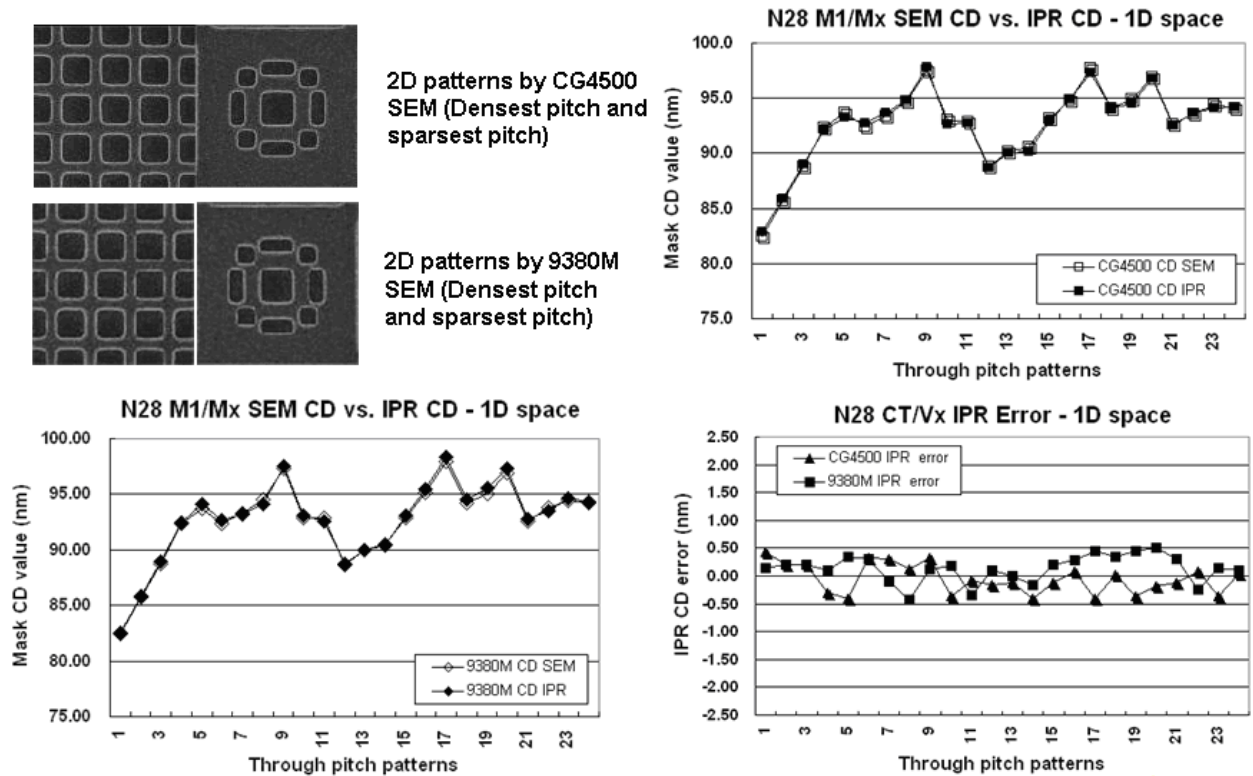 2D patterns by CG4500
SEM (Densest pitch and
sparsest pitch)
2D patterns by 9380M
SEM (Densest pitch
and sparsest pitch)
N28 M1/Mx SEM CD vs. IPR CD - 1D space
Mask CD value (nm)
100.0
95.0
90.0
85.0
80.0
75.0
CG4500 CD SEM
CG4500 CD IPR
1 3 5 7 9 11 13 15 17 19 21 23
Through pitch patterns
N28 M1/Mx SEM CD vs. IPR CD - 1D space
Mask CD value (nm)
100.00
95.00
90.00
85.00
80.00
75.00
9380M CD SEM
9380M CD IPR
1 3 5 7 9 11 13 15 17 19 21 23
Through pitch patterns
N28 CT/Vx IPR Error - 1D space
IPR CD error (nm)
2.50
2.00
1.50
1.00
0.50
0.00
-0.50
-1.00
-1.50
-2.00
-2.50
CG4500 IPR error
9380M IPR error
1 3 5 7 9 11 13 15 17 19 21 23
Through pitch patterns